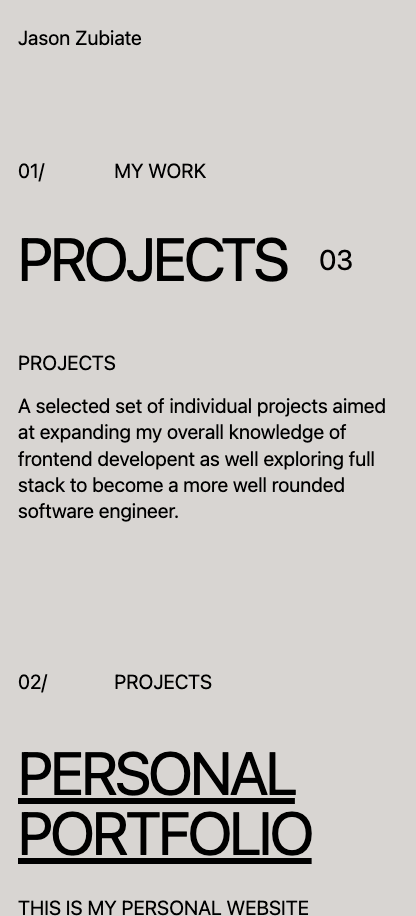 Jason Zubiate
01/ MY WORK
PROJECTS 03
PROJECTS
A selected set of individual projects aimed
at expanding my overall knowledge of
frontend developent as well exploring full
stack to become a more well rounded
software engineer.
02/ PROJECTS
PERSONAL
PORTFOLIO
THIS IS MY PERSONAL WEBSITE